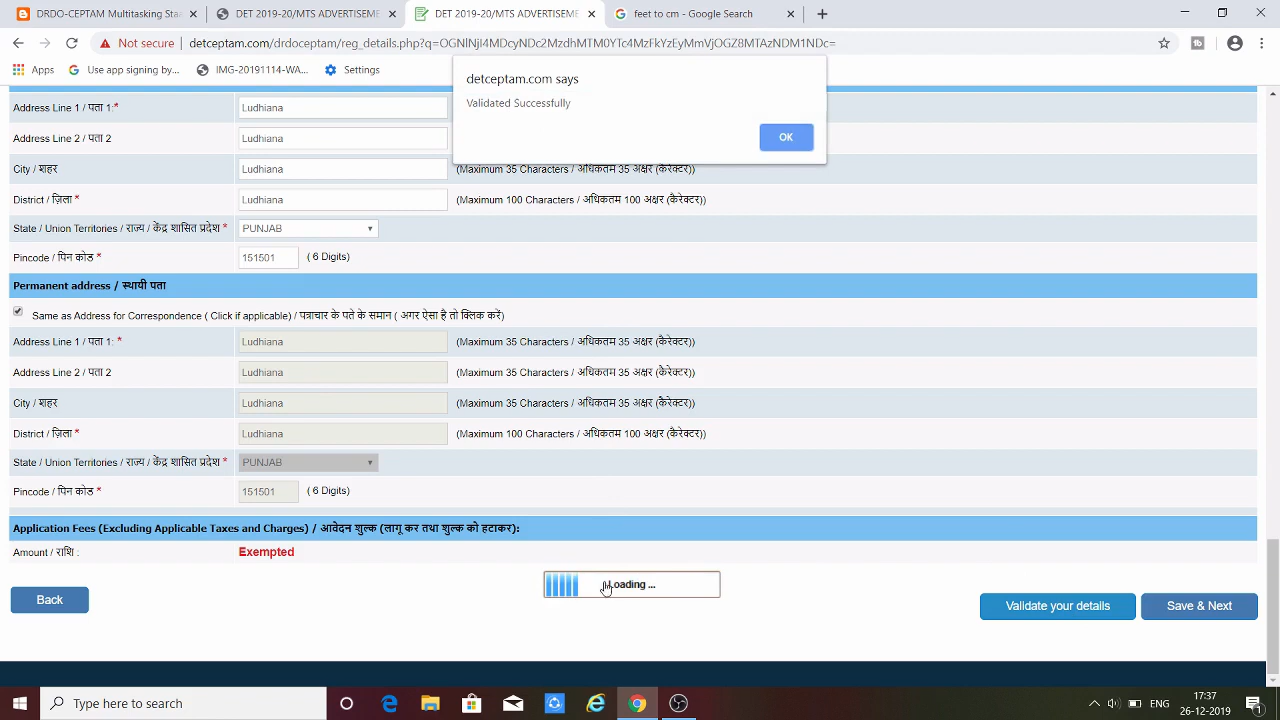 DRDO-CEPTAM Multitasking Sta
DET 2019-20/MTS ADVERTISEME
DET 2019-20/MTS ADVERTISEME
feet to cm - Google Search
Not secure
detceptam.com/drdoceptam/reg_details.php?q=OGNlNjI4MDcyNDc2MzdhMTM0YTc4MzFkYzEyMmVjOGZ8MTAzNDM1NDc=
Apps
Use app signing by...
IMG-20191114-WA...
Settings
detceptam.com says
Validated Successfully
OK
Address Line 1 / पता 1:*
Ludhiana
Address Line 2 / पता 2
Ludhiana
City / शहर
Ludhiana
(Maximum 35 Characters / अधिकतम 35 अक्षर (कैरेक्टर))
District / ज़िला *
Ludhiana
(Maximum 100 Characters / अधिकतम 100 अक्षर (कैरेक्टर))
State / Union Territories / राज्य / केंद्र शासित प्रदेश *
PUNJAB
Pincode / पिन कोड *
151501
( 6 Digits)
Permanent address / स्थायी पता
Same as Address for Correspondence ( Click if applicable) / पत्राचार के पते के समान ( अगर ऐसा है तो क्लिक करें)
Address Line 1 / पता 1: *
Ludhiana
(Maximum 35 Characters / अधिकतम 35 अक्षर (कैरेक्टर))
Address Line 2 / पता 2
Ludhiana
(Maximum 35 Characters / अधिकतम 35 अक्षर (कैरेक्टर))
City / शहर
Ludhiana
(Maximum 35 Characters / अधिकतम 35 अक्षर (कैरेक्टर))
District / ज़िला *
Ludhiana
(Maximum 100 Characters / अधिकतम 100 अक्षर (कैरेक्टर))
State / Union Territories / राज्य / केंद्र शासित प्रदेश *
PUNJAB
Pincode / पिन कोड *
151501
( 6 Digits)
Application Fees (Excluding Applicable Taxes and Charges) / आवेदन शुल्क (लागू कर तथा शुल्क को हटाकर):
Amount / राशि :
Exempted
Loading ...
Back
Validate your details
Save & Next
Type here to search
ENG
17:37
26-12-2019
1